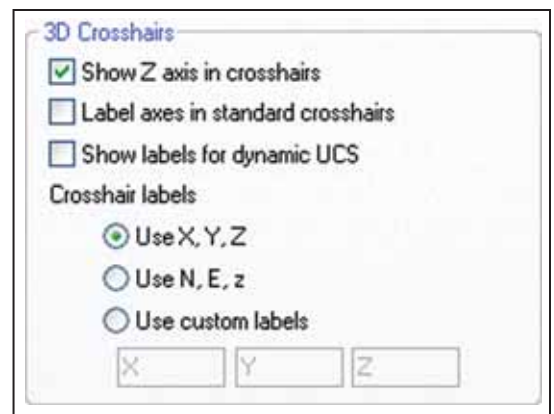 3D Crosshairs
Show Z axis in crosshairs
Label axes in standard crosshairs
Show labels for dynamic UCS
Crosshair labels
Use X, Y, Z
Use N, E, z
Use custom labels
X Y Z